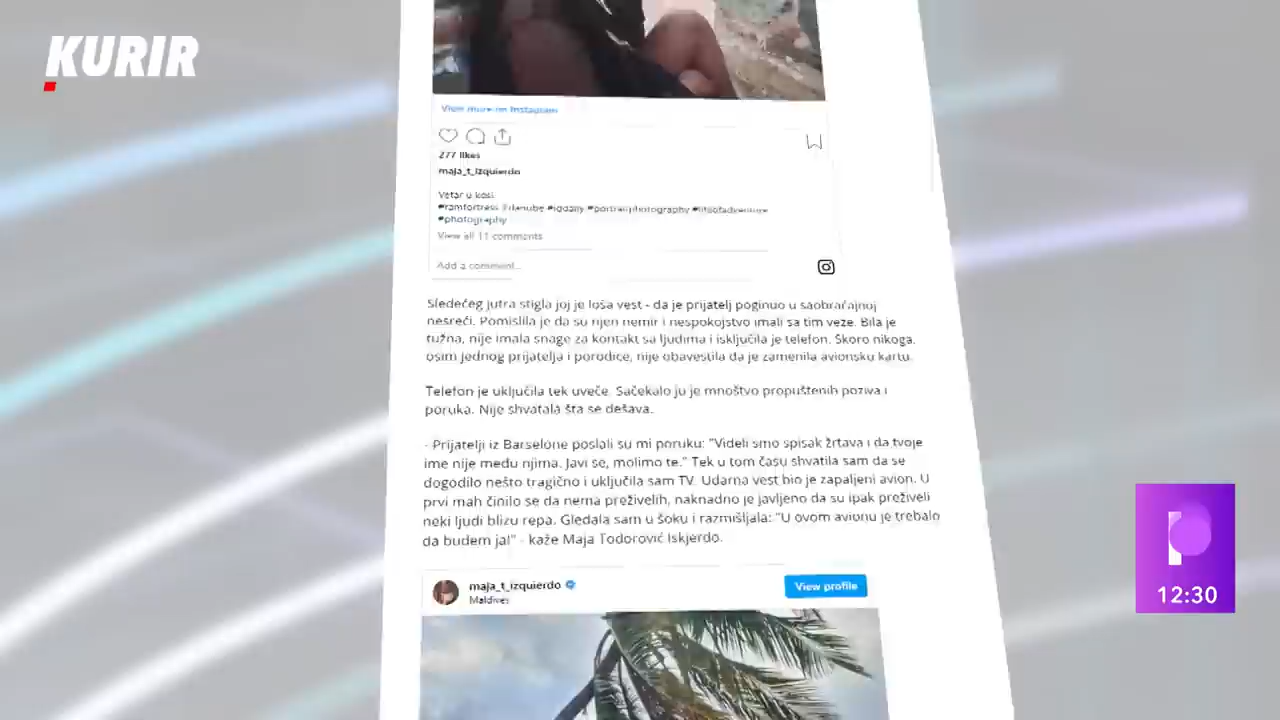 KURIR
View more on Instagram
277 likes
maja_t_izquierdo
Vetar u kosi
#ramfortress #danube #igdaily #portraitphotography #lifeofadventure
#photography
View all 11 comments
Add a comment...
Sledećeg jutra stigla joj je loša vest - da je prijatelj poginuo u saobraćajnoj
nesreći. Pomislila je da su njen nemir i nespokojstvo imali sa tim veze. Bila je
tužna, nije imala snage za kontakt sa ljudima i isključila je telefon. Skoro nikoga,
osim jednog prijatelja i porodice, nije obavestila da je zamenila avionsku kartu.
Telefon je uključila tek uveče. Sačekalo ju je mnoštvo propuštenih poziva i
poruka. Nije shvatala šta se dešava.
- Prijatelji iz Barselone poslali su mi poruku: "Videli smo spisak žrtava i da tvoje
ime nije među njima. Javi se, molimo te." Tek u tom času shvatila sam da se
dogodilo nešto tragično i uključila sam TV. Udarna vest bio je zapaljeni avion. U
prvi mah činilo se da nema preživelih, naknadno je javljeno da su ipak preživeli
neki ljudi blizu repa. Gledala sam u šoku i razmišljala: "U ovom avionu je trebalo
da budem ja!" - kaže Maja Todorović Iskjerdo.
maja_t_izquierdo
View profile
Maldives
12:30